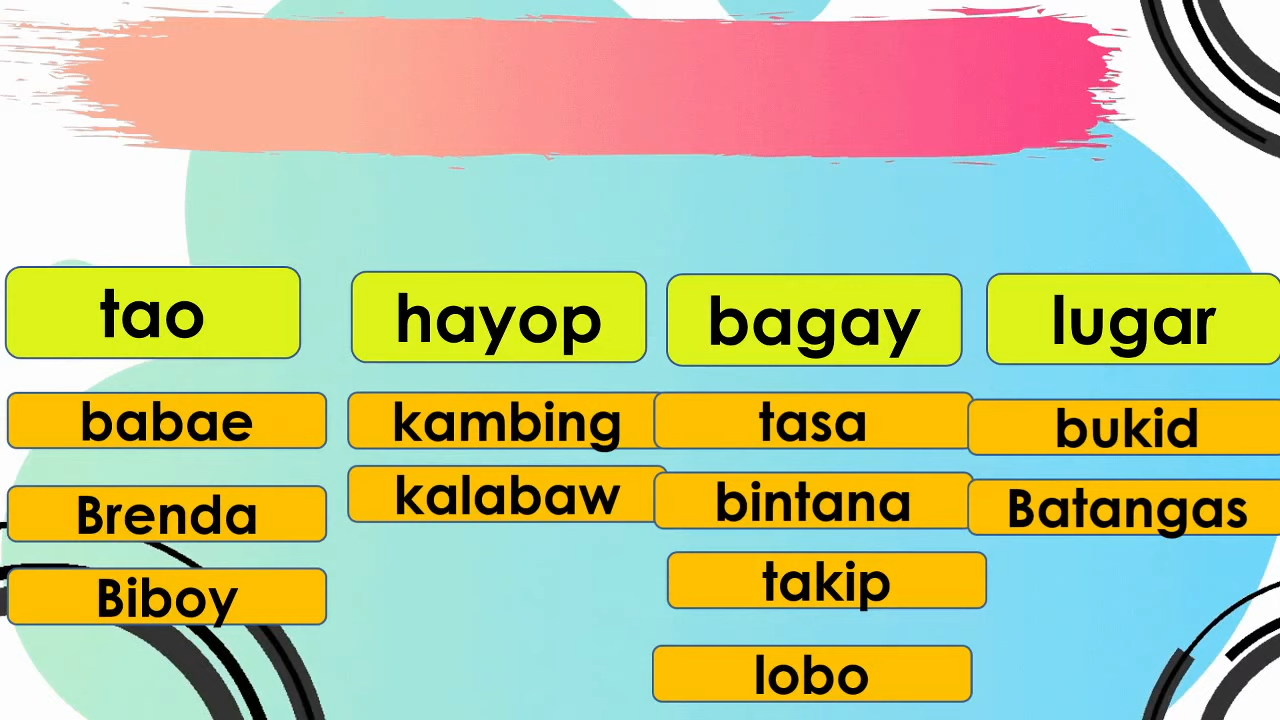 tao
hayop
bagay
lugar
babae
kambing
tasa
bukid
Brenda
kalabaw
bintana
Batangas
Biboy
takip
lobo